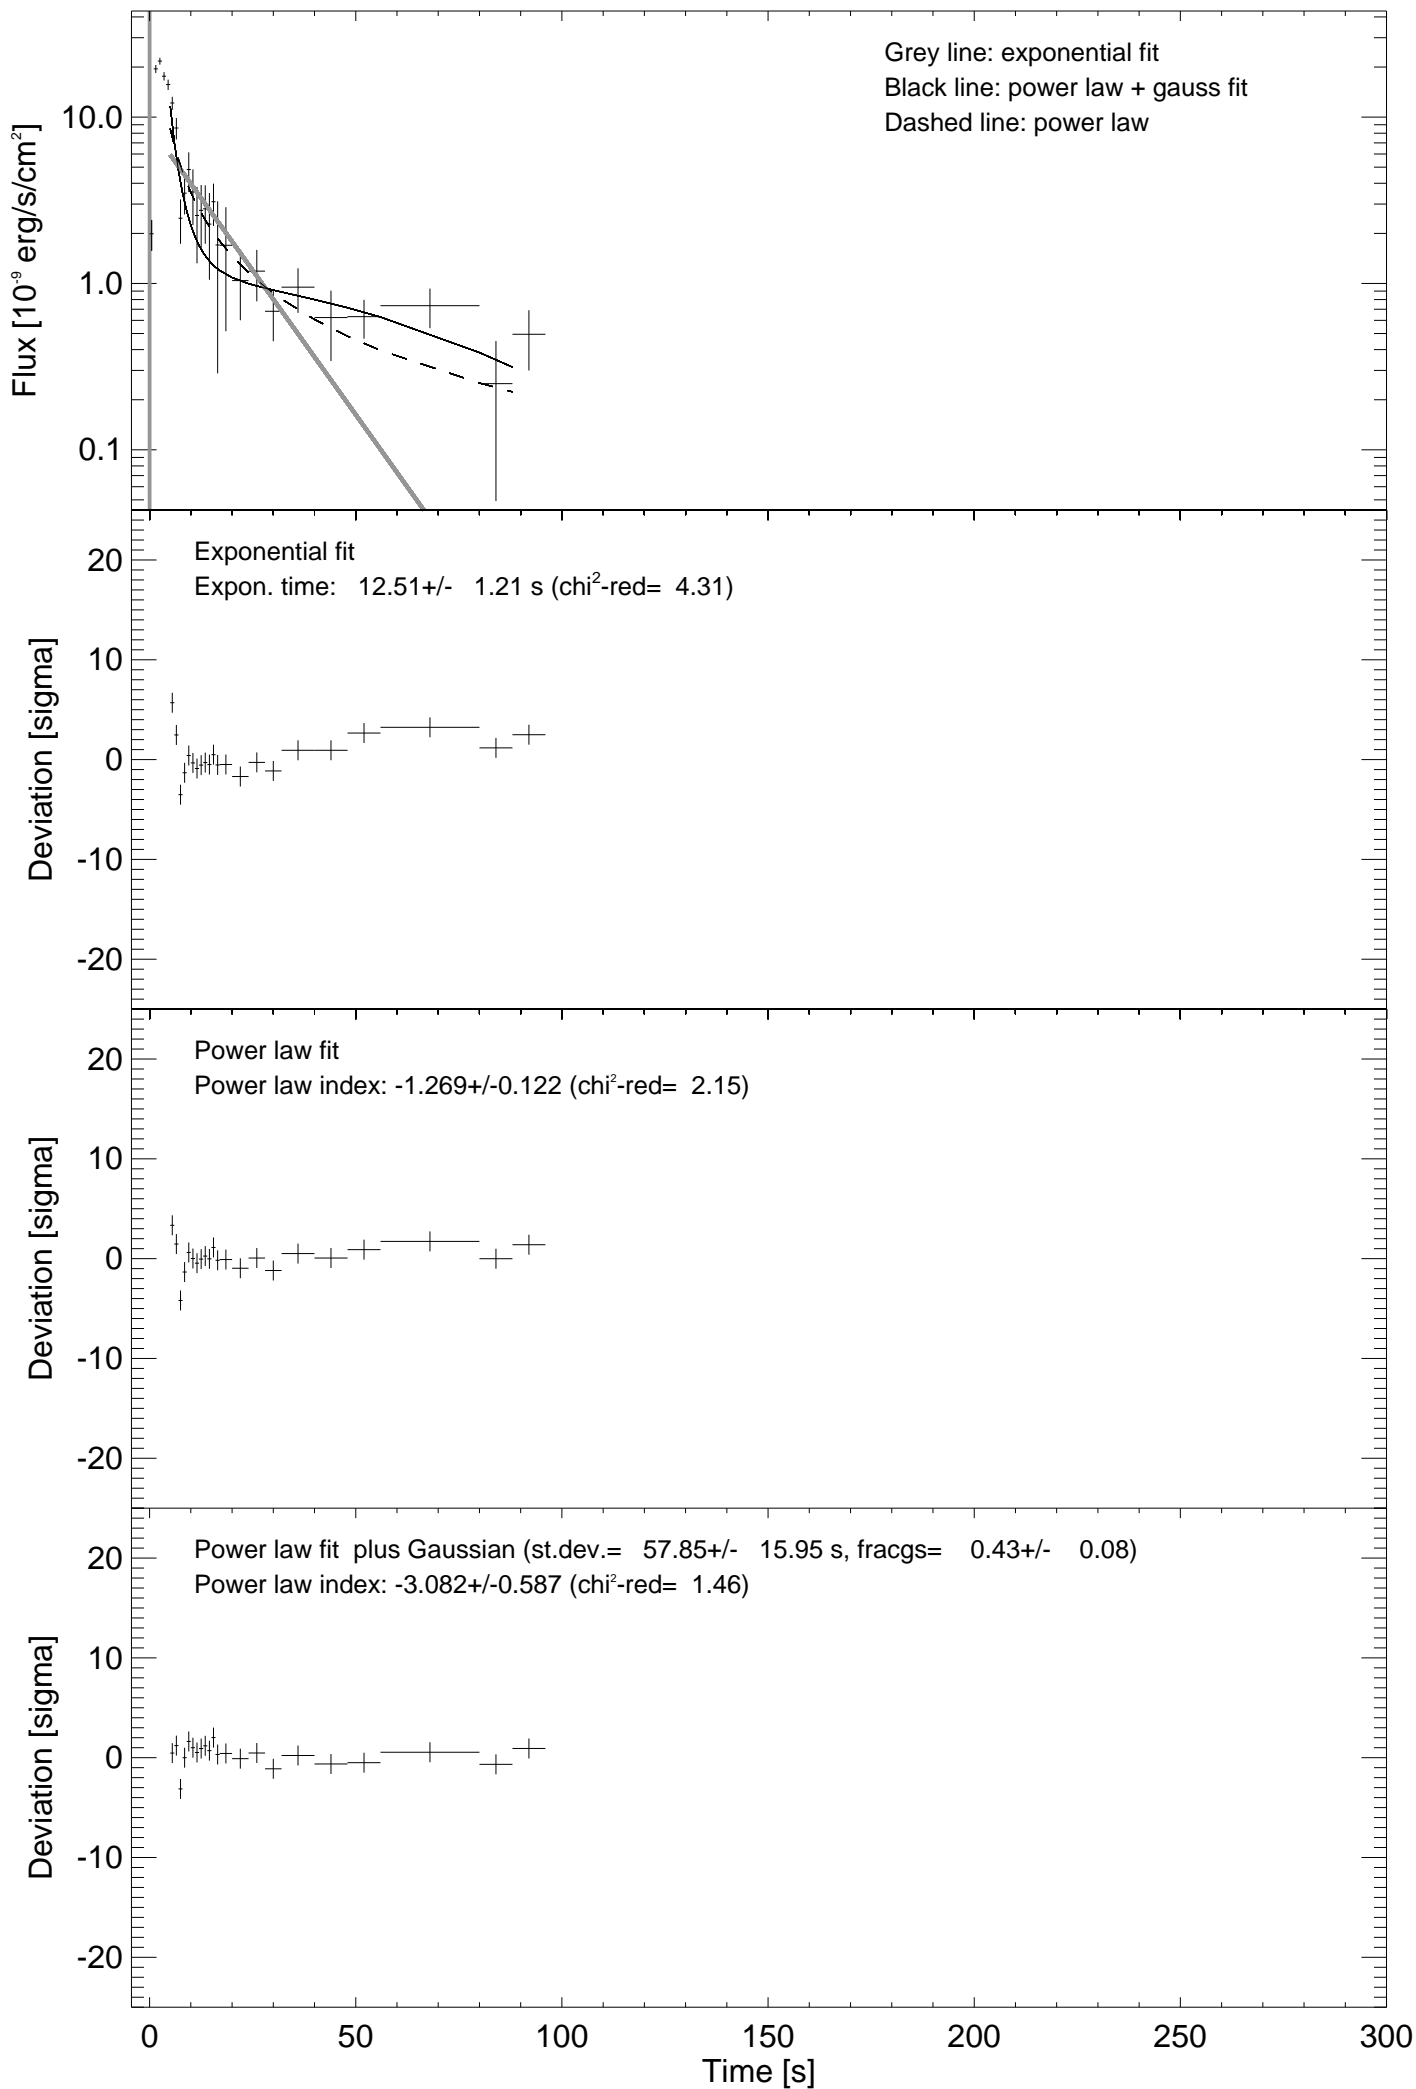 Grey line: exponential fit
Black line: power law + gauss fit
Dashed line: power law
Flux [10⁻⁹ erg/s/cm²]
10.0
1.0
0.1
Exponential fit
Expon. time: 12.51+/- 1.21 s (chi²-red= 4.31)
Deviation [sigma]
20
10
0
-10
-20
Power law fit
Power law index: -1.269+/-0.122 (chi²-red= 2.15)
Deviation [sigma]
20
10
0
-10
-20
Power law fit plus Gaussian (st.dev.= 57.85+/- 15.95 s, fracgs= 0.43+/- 0.08)
Power law index: -3.082+/-0.587 (chi²-red= 1.46)
Deviation [sigma]
20
10
0
-10
-20
0 50 100 150 200 250 300
Time [s]